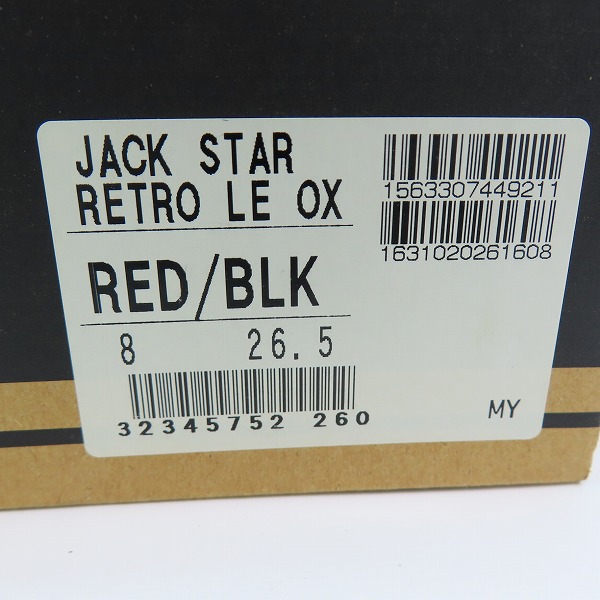 JACK STAR
RETRO LE OX
RED/BLK
8 26.5
32345752 260
1563307449211
1631020261608
MY